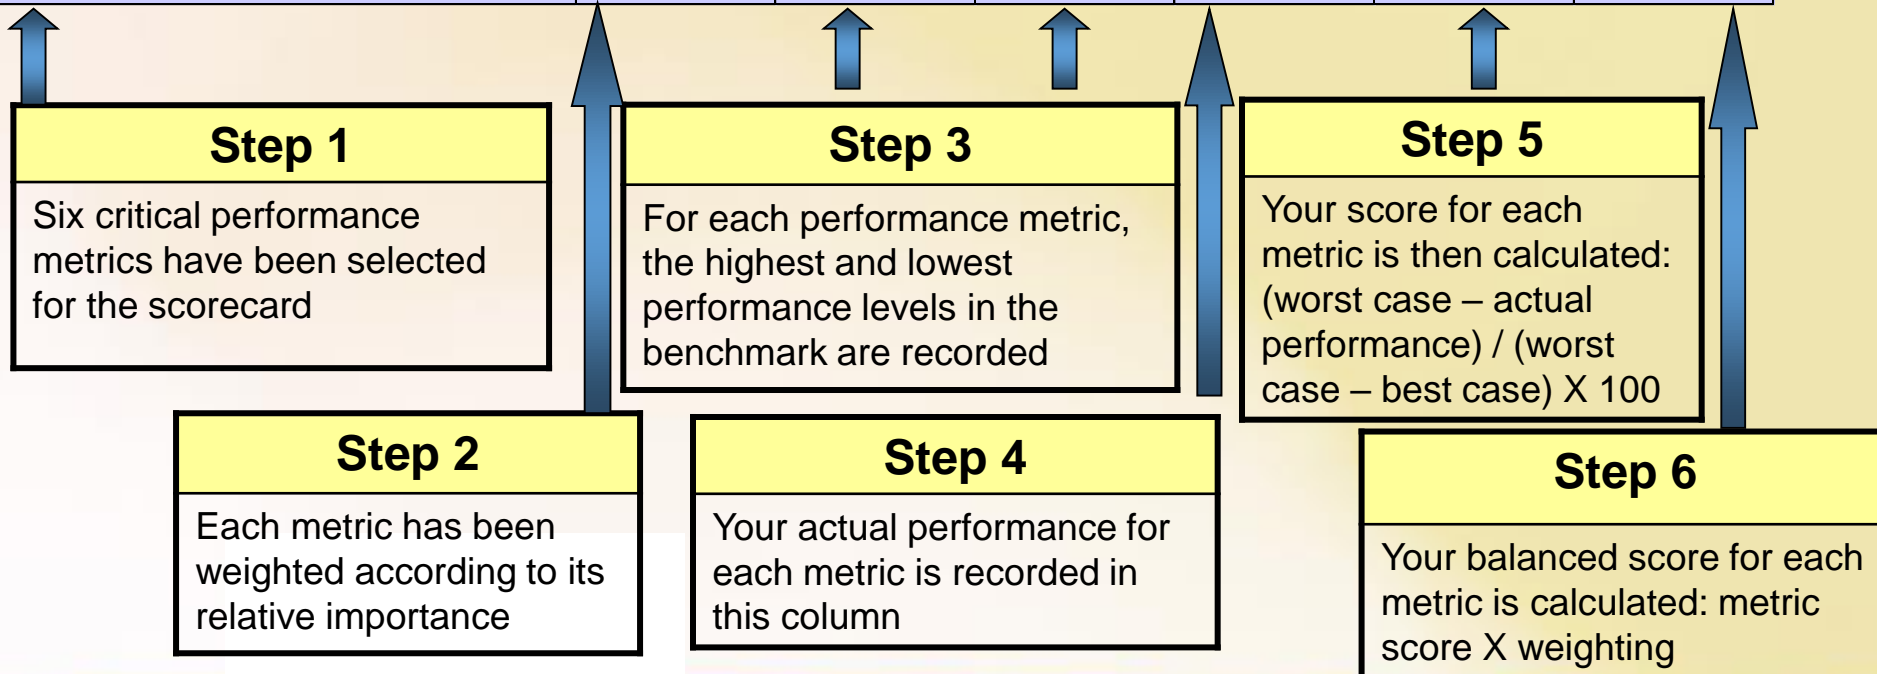 Step 1
Six critical performance
metrics have been selected
for the scorecard
Step 2
Each metric has been
weighted according to its
relative importance
Step 3
For each performance metric,
the highest and lowest
performance levels in the
benchmark are recorded
Step 4
Your actual performance for
each metric is recorded in
this column
Step 5
Your score for each
metric is then calculated:
(worst case – actual
performance) / (worst
case – best case) X 100
Step 6
Your balanced score for each
metric is calculated: metric
score X weighting